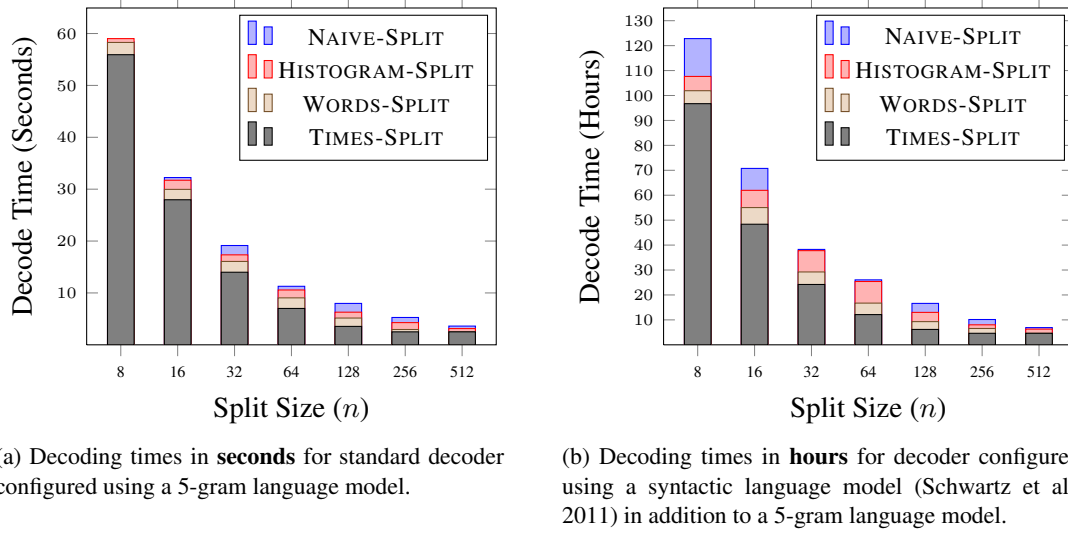 60
50
40
30
20
10
Decode Time (Seconds)
NAIVE-SPLIT
HISTOGRAM-SPLIT
WORDS-SPLIT
TIMES-SPLIT
8 16 32 64 128 256 512
Split Size (n)
(a) Decoding times in seconds for standard decoder
configured using a 5-gram language model.
130
120
110
100
90
80
70
60
50
40
30
20
10
Decode Time (Hours)
NAIVE-SPLIT
HISTOGRAM-SPLIT
WORDS-SPLIT
TIMES-SPLIT
8 16 32 64 128 256 512
Split Size (n)
(b) Decoding times in hours for decoder configure
using a syntactic language model (Schwartz et al
2011) in addition to a 5-gram language model.